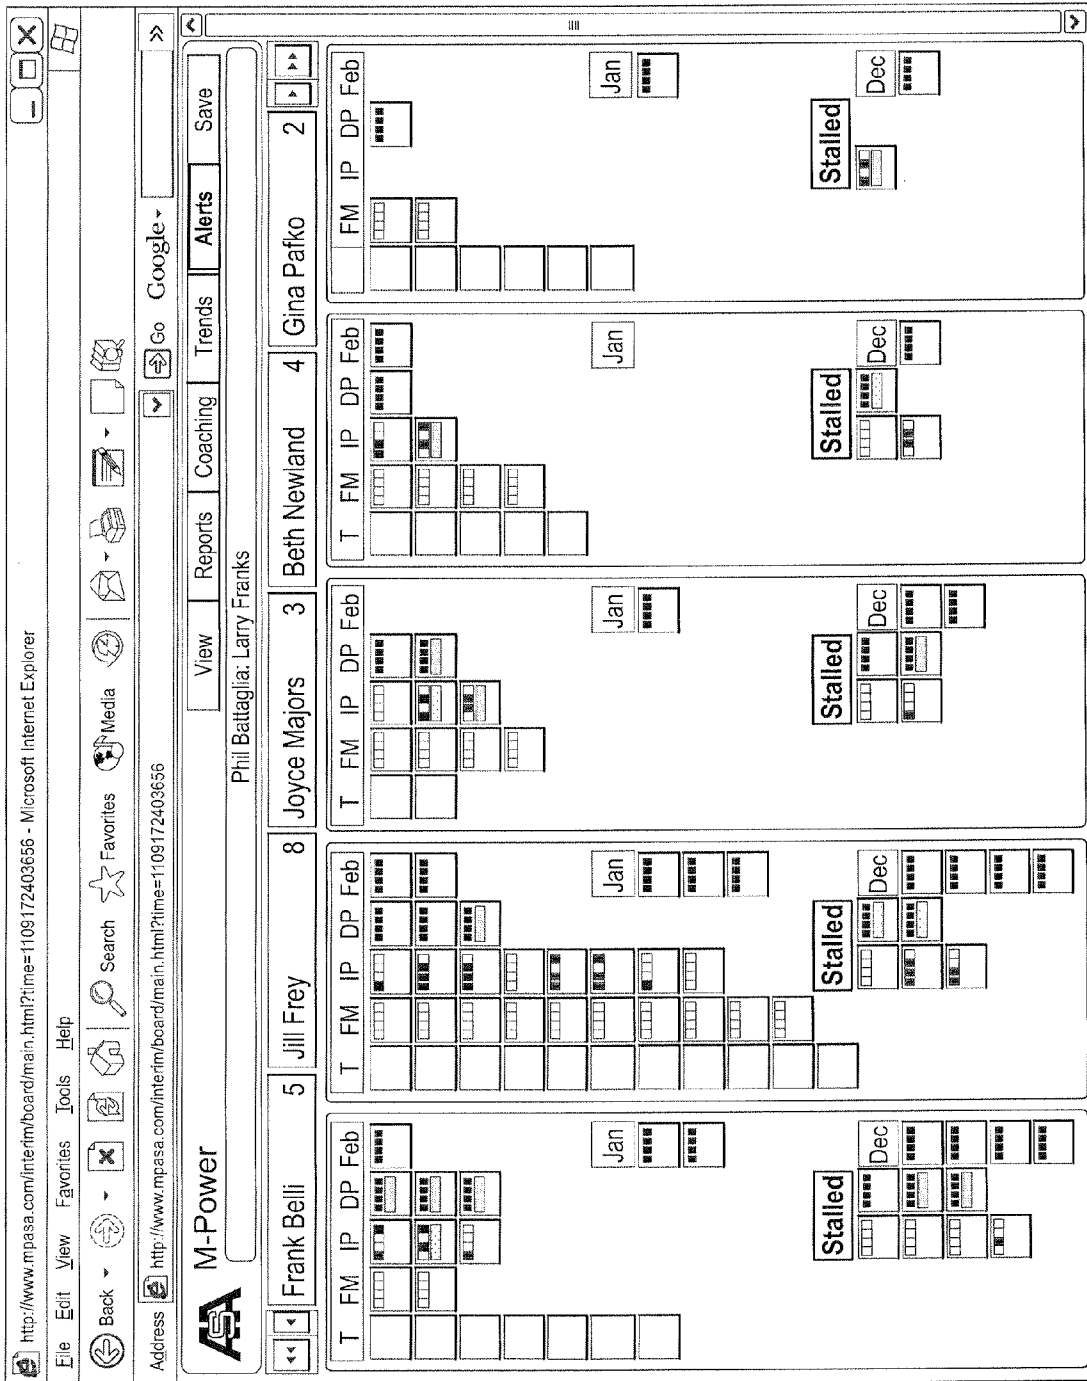 http://www.mpasa.com/interim/board/main.html?time=1109172403656 - Microsoft Internet Explorer
File Edit View Favorites Tools Help
Back Search Favorites Media Go Google
Address http://www.mpasa.com/interim/board/main.html?time=1109172403656 >>
ASA M-Power View Reports Coaching Trends Alerts Save
Phil Battaglia: Larry Franks
Frank Belli 5 Jill Frey 8 Joyce Majors 3 Beth Newland 4 Gina Pafko 2
T FM IP DP Feb T FM IP DP Feb T FM IP DP Feb T FM IP DP Feb FM IP DP Feb
Jan Jan Jan Jan Jan
Stalled Stalled Stalled Stalled Stalled
Dec Dec Dec Dec Dec